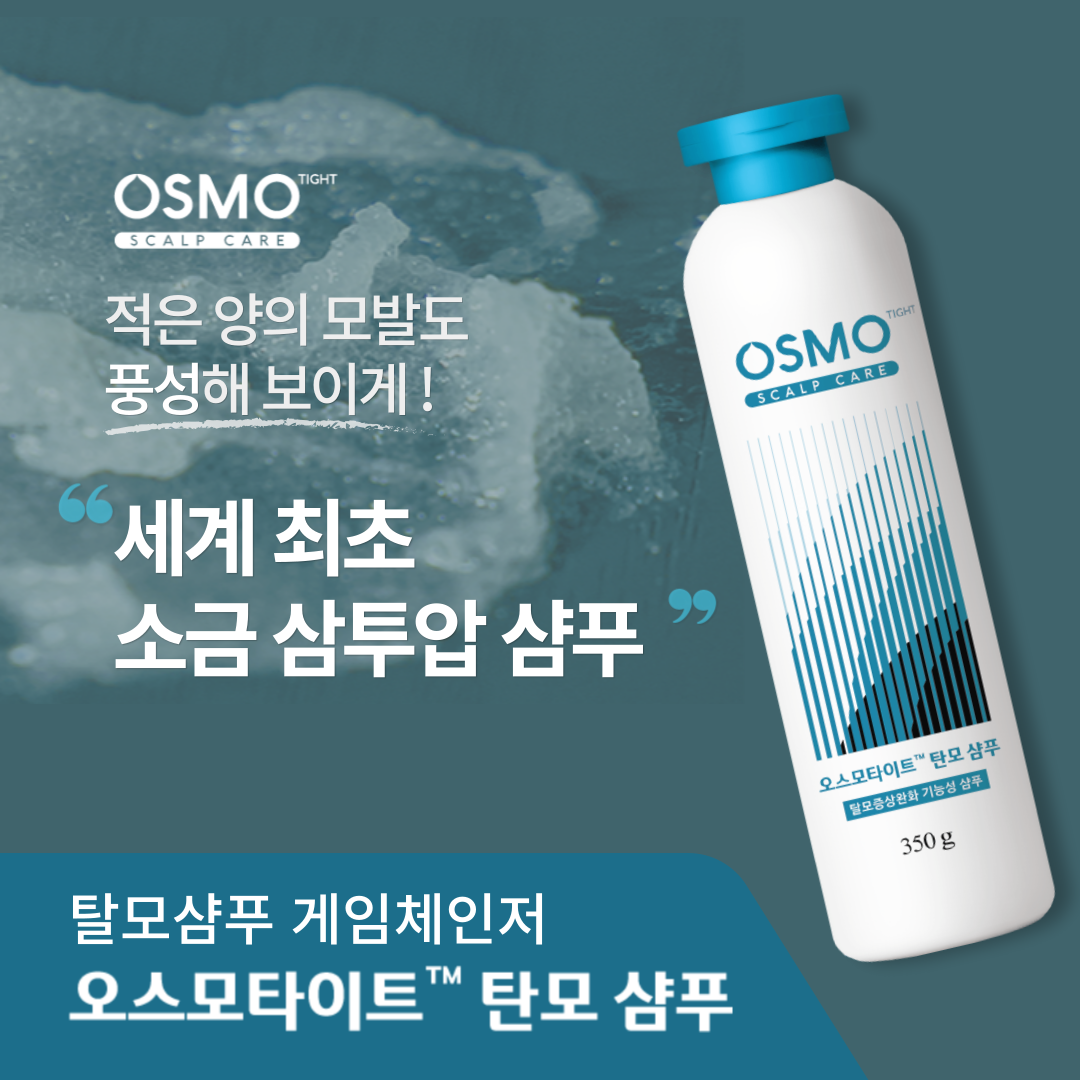 OSMO TIGHT
SCALP CARE
적은 양의 모발도
풍성해 보이게 !
“세계 최초
소금 삼투압 샴푸”
OSMO TIGHT
SCALP CARE
오스모타이트™ 탄모 샴푸
탈모증상완화 기능성 샴푸
350 g
탈모샴푸 게임체인저
오스모타이트™ 탄모 샴푸